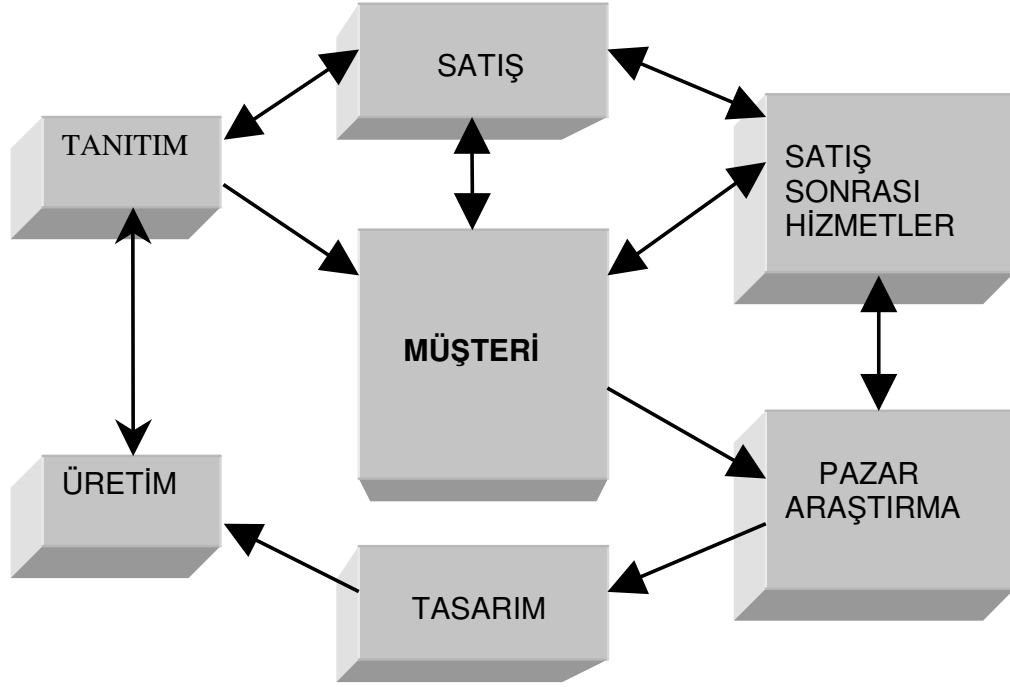 SATIŞ
TANITIM
SATIŞ
SONRASI
HİZMETLER
MÜŞTERİ
ÜRETİM
PAZAR
ARAŞTIRMA
TASARIM